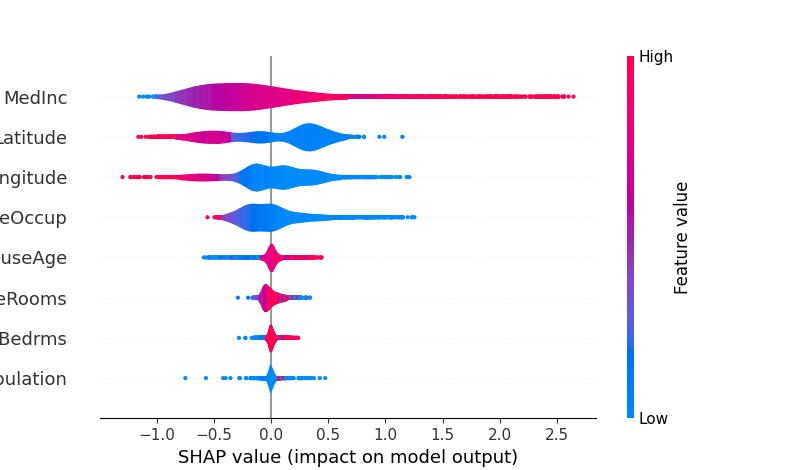 High
MedInc
Latitude
ngitude
eOccup
useAge
eRooms
Bedrms
pulation
Feature value
Low
−1.0 −0.5 0.0 0.5 1.0 1.5 2.0 2.5
SHAP value (impact on model output)